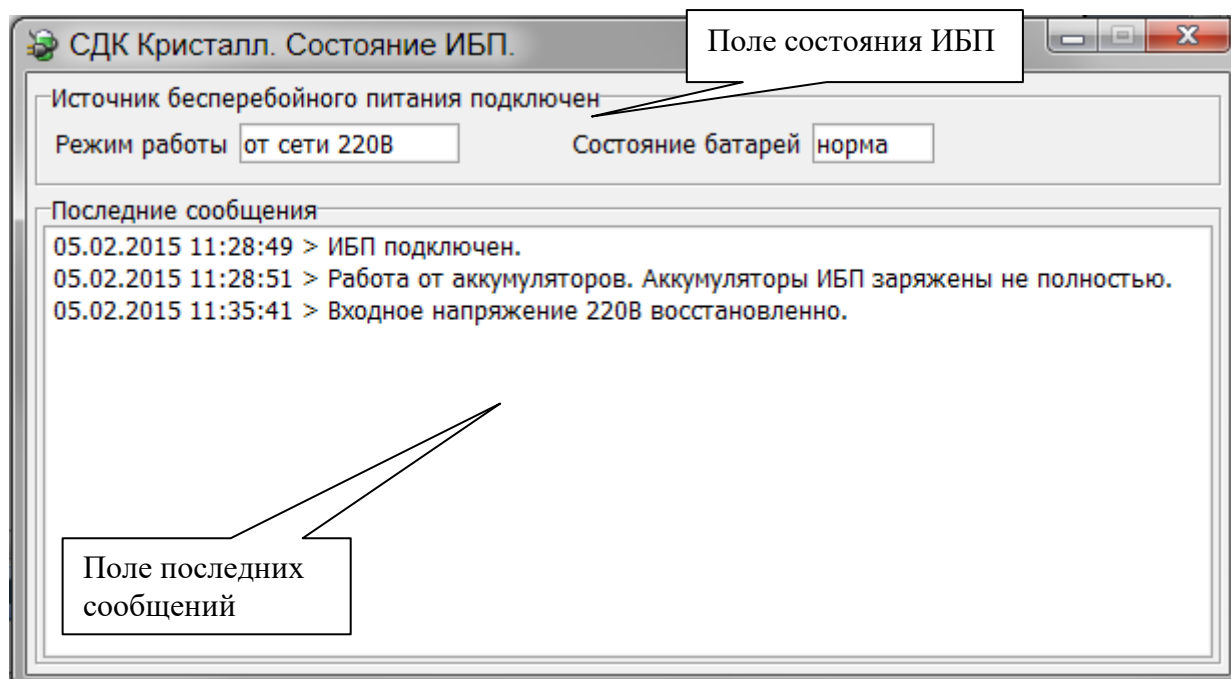 СДК Кристалл. Состояние ИБП.
Поле состояния ИБП
Источник бесперебойного питания подключен
Режим работы от сети 220В Состояние батарей норма
Последние сообщения
05.02.2015 11:28:49 > ИБП подключен.
05.02.2015 11:28:51 > Работа от аккумуляторов. Аккумуляторы ИБП заряжены не полностью.
05.02.2015 11:35:41 > Входное напряжение 220В восстановленно.
Поле последних
сообщений